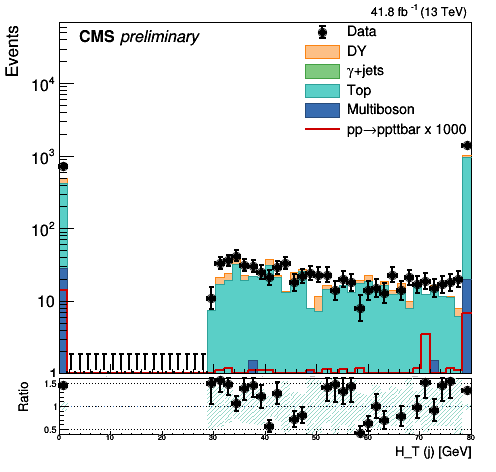 41.8 fb⁻¹ (13 TeV)
CMS preliminary
Data
DY
γ+jets
Top
Multiboson
pp→ppttbar x 1000
Events
10⁴
10³
10²
10
1
Ratio
1.5
1
0.5
0 10 20 30 40 50 60 70 80
H_T (j) [GeV]